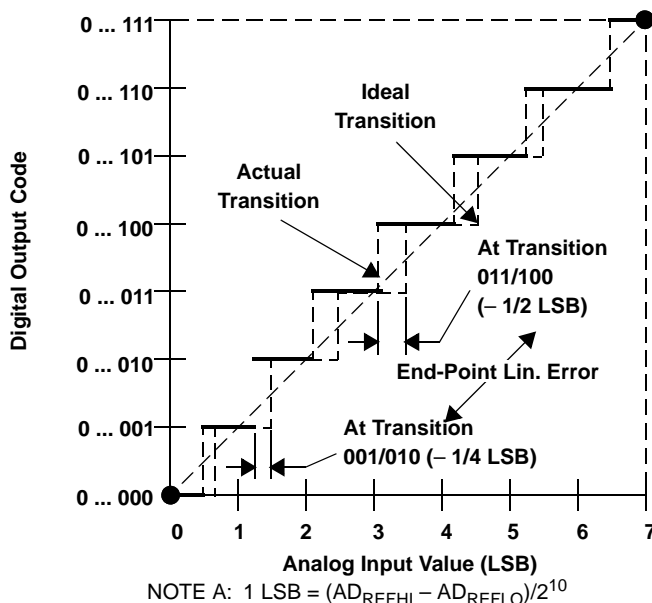 Digital Output Code
0 ... 111
0 ... 110
0 ... 101
0 ... 100
0 ... 011
0 ... 010
0 ... 001
0 ... 000
Ideal
Transition
Actual
Transition
At Transition
011/100
(– 1/2 LSB)
End-Point Lin. Error
At Transition
001/010 (– 1/4 LSB)
0 1 2 3 4 5 6 7
Analog Input Value (LSB)
NOTE A: 1 LSB = (AD_REFHI – AD_REFLO)/2^10